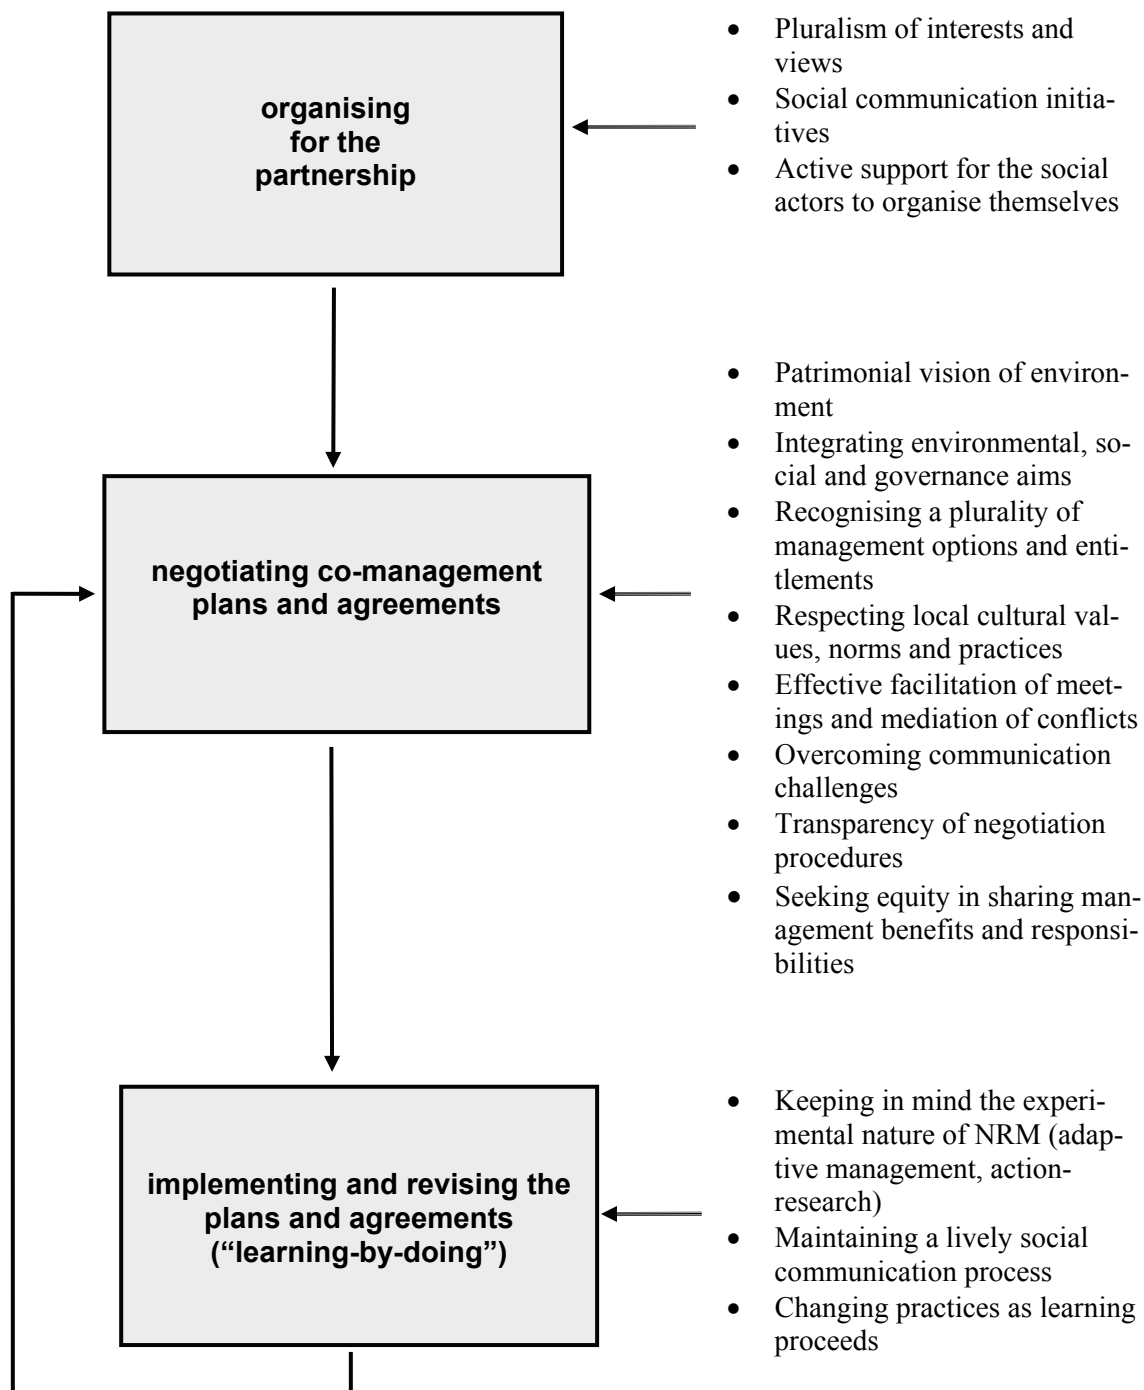 organising
for the
partnership
• Pluralism of interests and
views
• Social communication initia-
tives
• Active support for the social
actors to organise themselves
negotiating co-management
plans and agreements
• Patrimonial vision of environ-
ment
• Integrating environmental, so-
cial and governance aims
• Recognising a plurality of
management options and enti-
tlements
• Respecting local cultural val-
ues, norms and practices
• Effective facilitation of meet-
ings and mediation of conflicts
• Overcoming communication
challenges
• Transparency of negotiation
procedures
• Seeking equity in sharing man-
agement benefits and responsi-
bilities
implementing and revising the
plans and agreements
(“learning-by-doing”)
• Keeping in mind the experi-
mental nature of NRM (adap-
tive management, action-
research)
• Maintaining a lively social
communication process
• Changing practices as learning
proceeds